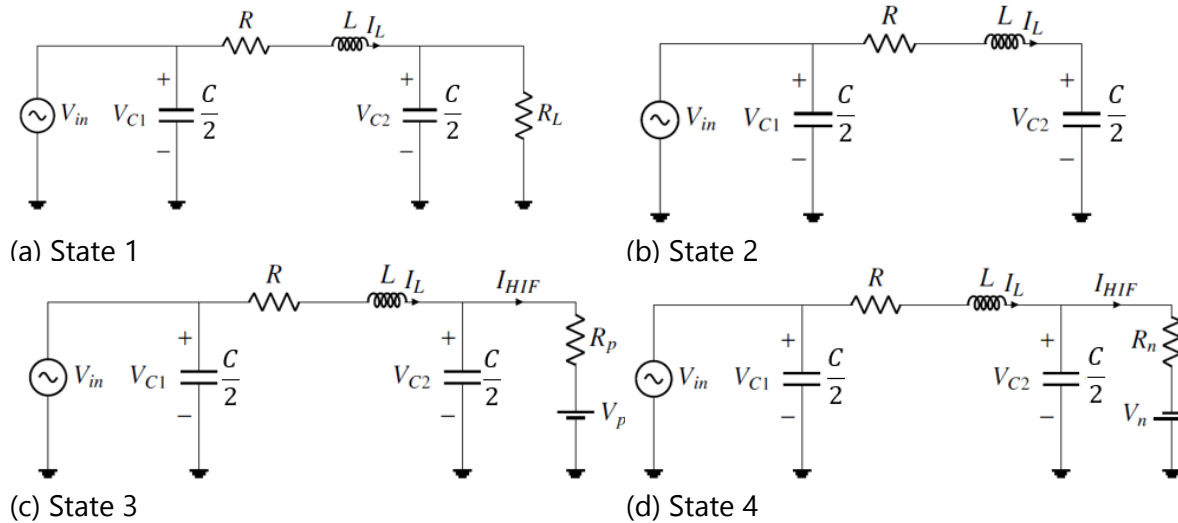 R L I_L
V_in V_C1 + − C/2 V_C2 + − C/2 R_L
(a) State 1
R L I_L
V_in V_C1 + − C/2 V_C2 + − C/2
(b) State 2
R L I_L I_HIF
V_in V_C1 + − C/2 V_C2 + − C/2 R_p V_p
(c) State 3
R L I_L I_HIF
V_in V_C1 + − C/2 V_C2 + − C/2 R_n V_n
(d) State 4